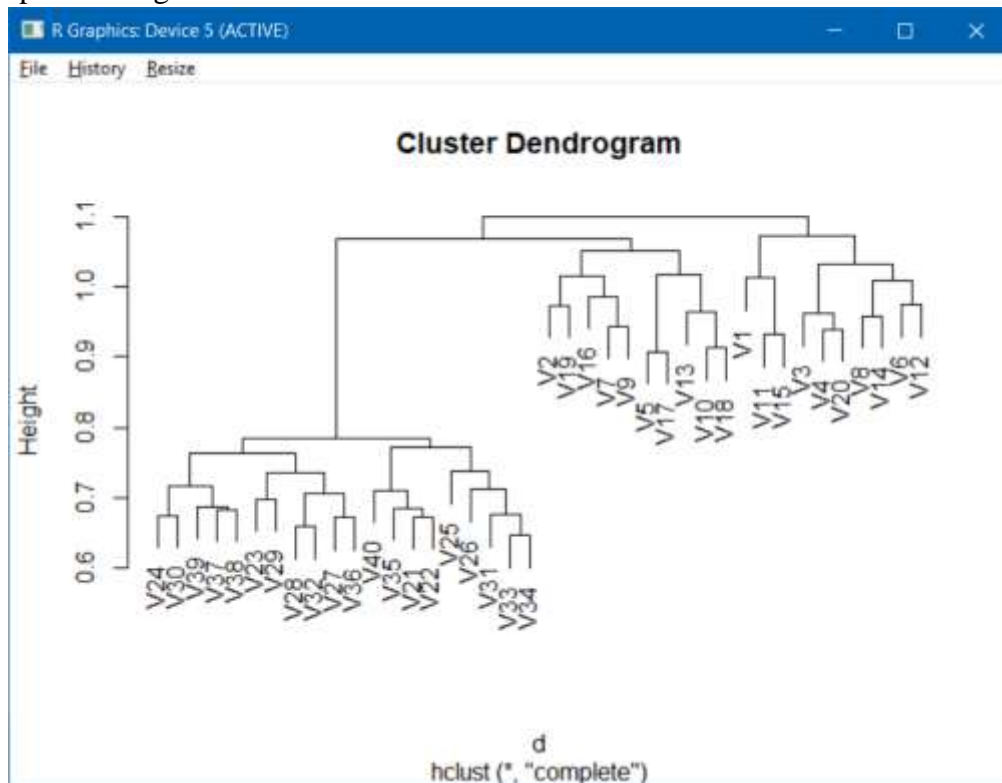 R Graphics: Device 5 (ACTIVE)
File History Resize
Cluster Dendrogram
Height
1.1
1.0
0.9
0.8
0.7
0.6
V24
V30
V39
V37
V38
V23
V29
V28
V32
V27
V36
V40
V35
V21
V22
V25
V26
V31
V33
V34
V2
V19
V16
V7
V9
V5
V17
V13
V10
V18
V1
V11
V15
V3
V4
V20
V8
V14
V6
V12
d
hclust (*, "complete")